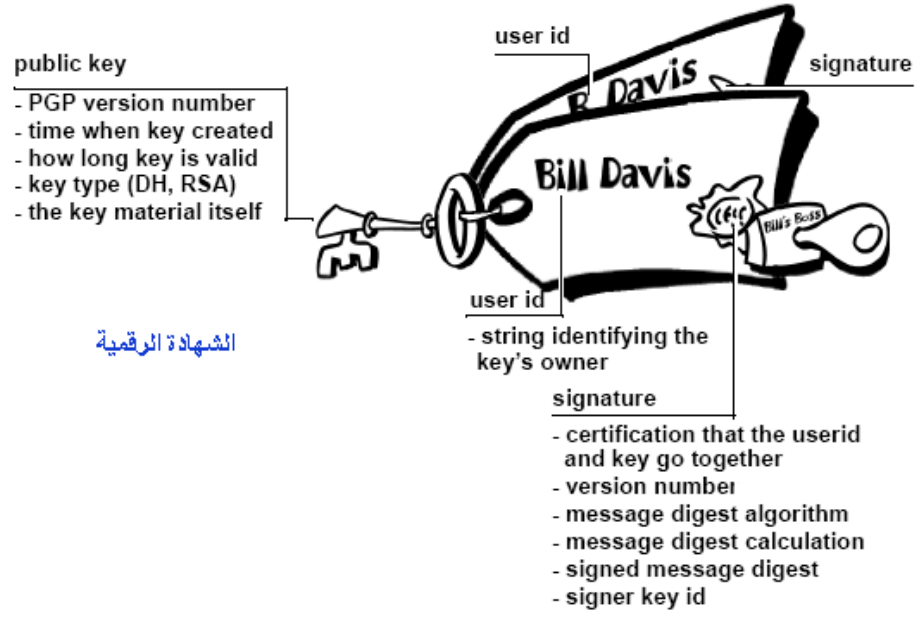 user id
public key
signature
- PGP version number
- time when key created
- how long key is valid
- key type (DH, RSA)
- the key material itself
B. Davis
Bill Davis
Bill's Boss
user id
- string identifying the
key's owner
الشهادة الرقمية
signature
- certification that the userid
and key go together
- version number
- message digest algorithm
- message digest calculation
- signed message digest
- signer key id